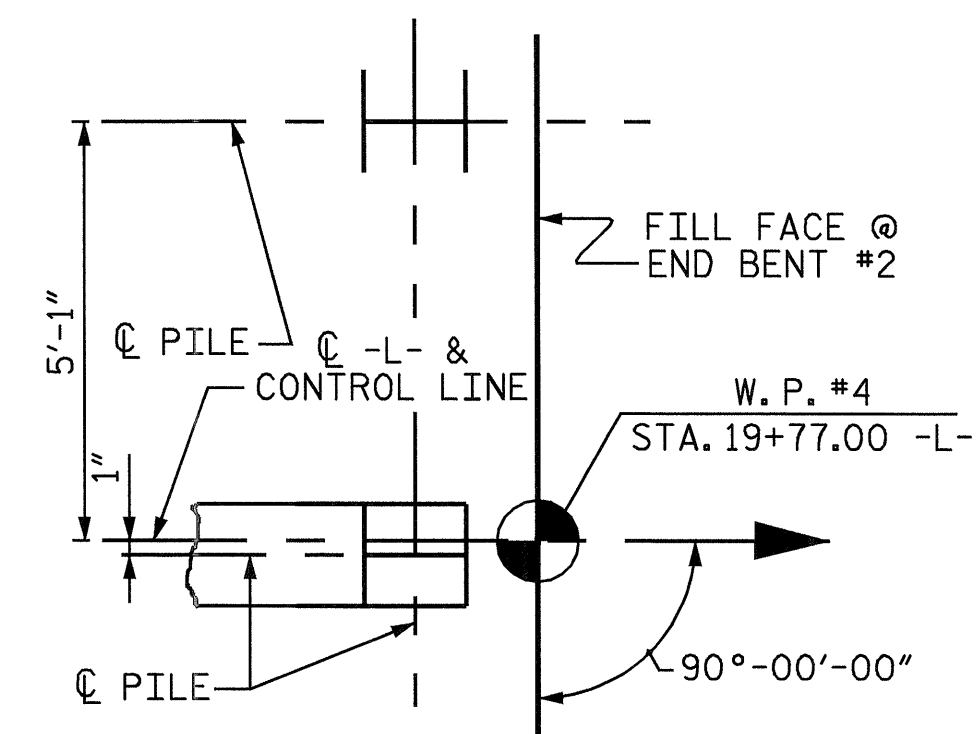 FILL FACE @
END BENT #2
5'-1"
℄ PILE
℄ -L- &
CONTROL LINE
W. P. #4
STA. 19+77.00 -L-
1"
90°-00'-00"
℄ PILE